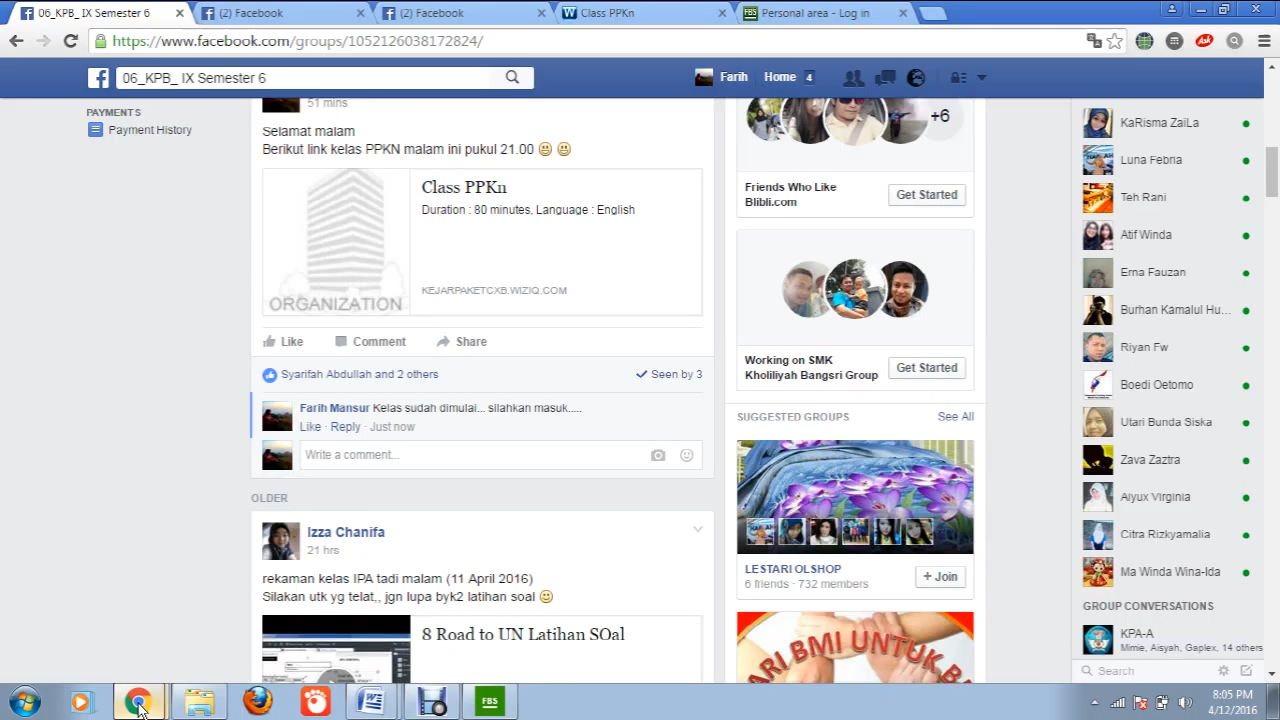 06_KPB_ IX Semester 6
(2) Facebook
(2) Facebook
Class PPKn
Personal area - Log in
https://www.facebook.com/groups/1052126038172824/
06_KPB_ IX Semester 6
Farih
Home 4
PAYMENTS
Payment History
51 mins
Selamat malam
Berikut link kelas PPKN malam ini pukul 21.00
ORGANIZATION
Class PPKn
Duration : 80 minutes, Language : English
KEJARPAKETCXB.WIZIQ.COM
Like Comment Share
Syarifah Abdullah and 2 others
Seen by 3
Farih Mansur Kelas sudah dimulai... silahkan masuk.....
Like · Reply · Just now
Write a comment...
OLDER
Izza Chanifa
21 hrs
rekaman kelas IPA tadi malam (11 April 2016)
Silakan utk yg telat,, jgn lupa byk2 latihan soal
8 Road to UN Latihan SOal
+6
Friends Who Like
Blibli.com
Get Started
Working on SMK
Kholiliyah Bangsri Group
Get Started
SUGGESTED GROUPS
See All
LESTARI OLSHOP
6 friends · 732 members
+ Join
BMI UNTUK
KaRisma ZaiLa
Luna Febria
Teh Rani
Atif Winda
Erna Fauzan
Burhan Kamalul Hu...
Riyan Fw
Boedi Oetomo
Utari Bunda Siska
Zava Zaztra
Aiyux Virginia
Citra Rizkyamalia
Ma Winda Wina-Ida
GROUP CONVERSATIONS
Search
FBS
8:05 PM
4/12/2016